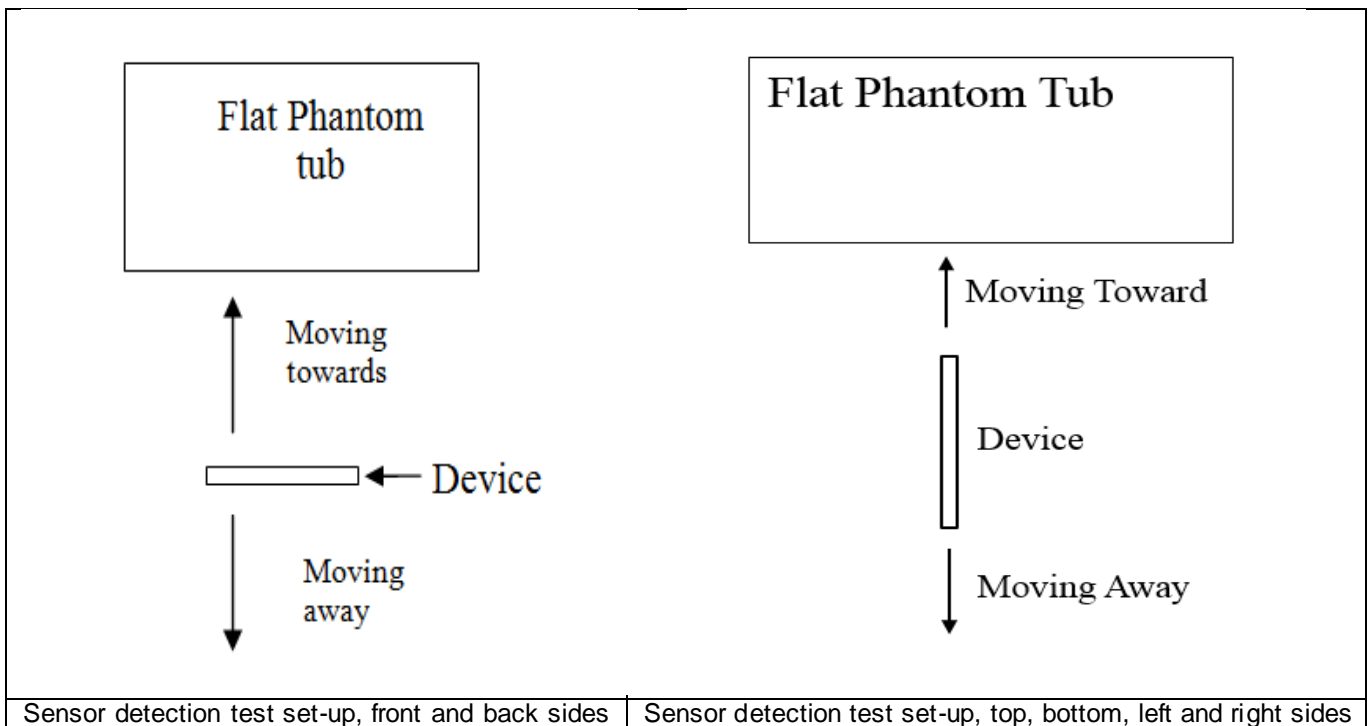 Flat Phantom
tub
Moving
towards
Device
Moving
away
Flat Phantom Tub
Moving Toward
Device
Moving Away
Sensor detection test set-up, front and back sides
Sensor detection test set-up, top, bottom, left and right sides